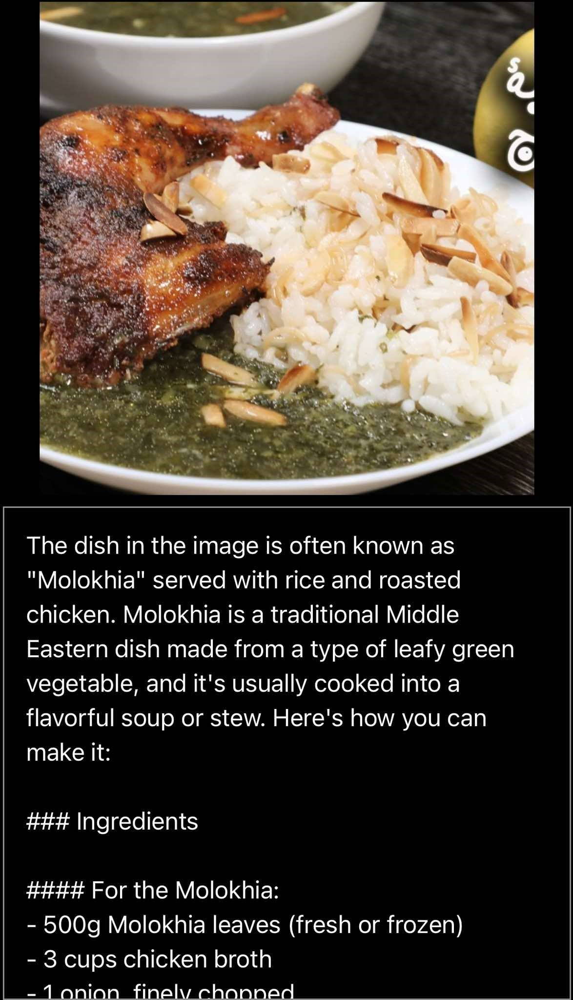 The dish in the image is often known as
"Molokhia" served with rice and roasted
chicken. Molokhia is a traditional Middle
Eastern dish made from a type of leafy green
vegetable, and it's usually cooked into a
flavorful soup or stew. Here's how you can
make it:
### Ingredients
#### For the Molokhia:
- 500g Molokhia leaves (fresh or frozen)
- 3 cups chicken broth
- 1 onion, finely chopped